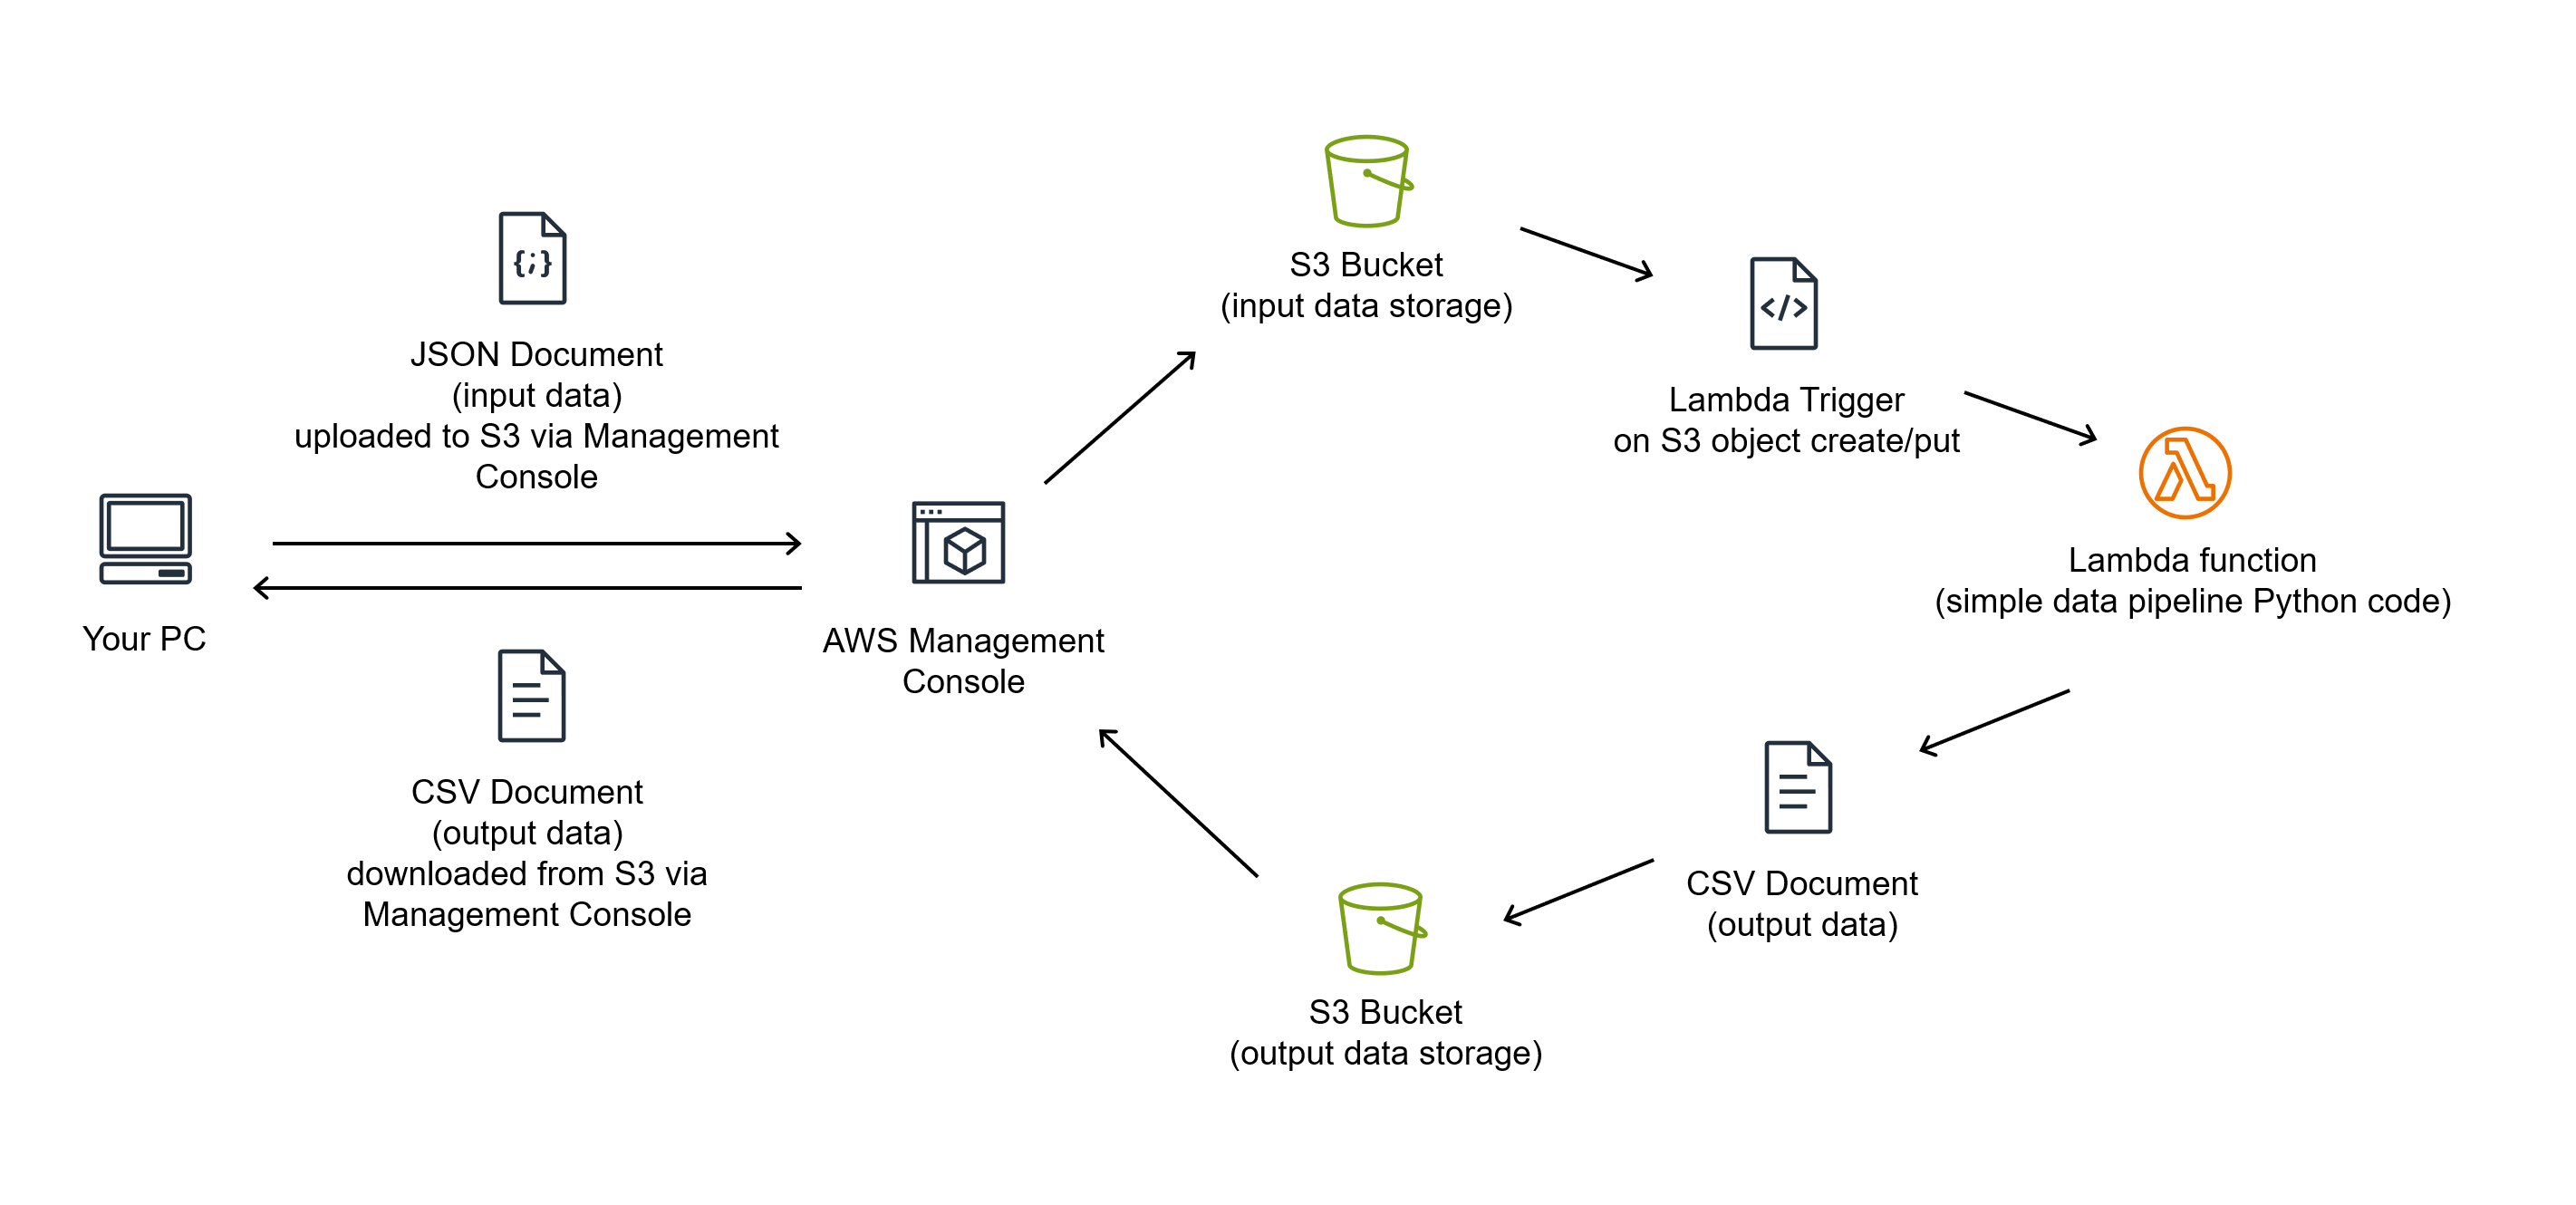 JSON Document
(input data)
uploaded to S3 via Management
Console
Your PC
CSV Document
(output data)
downloaded from S3 via
Management Console
AWS Management
Console
S3 Bucket
(input data storage)
Lambda Trigger
on S3 object create/put
Lambda function
(simple data pipeline Python code)
CSV Document
(output data)
S3 Bucket
(output data storage)